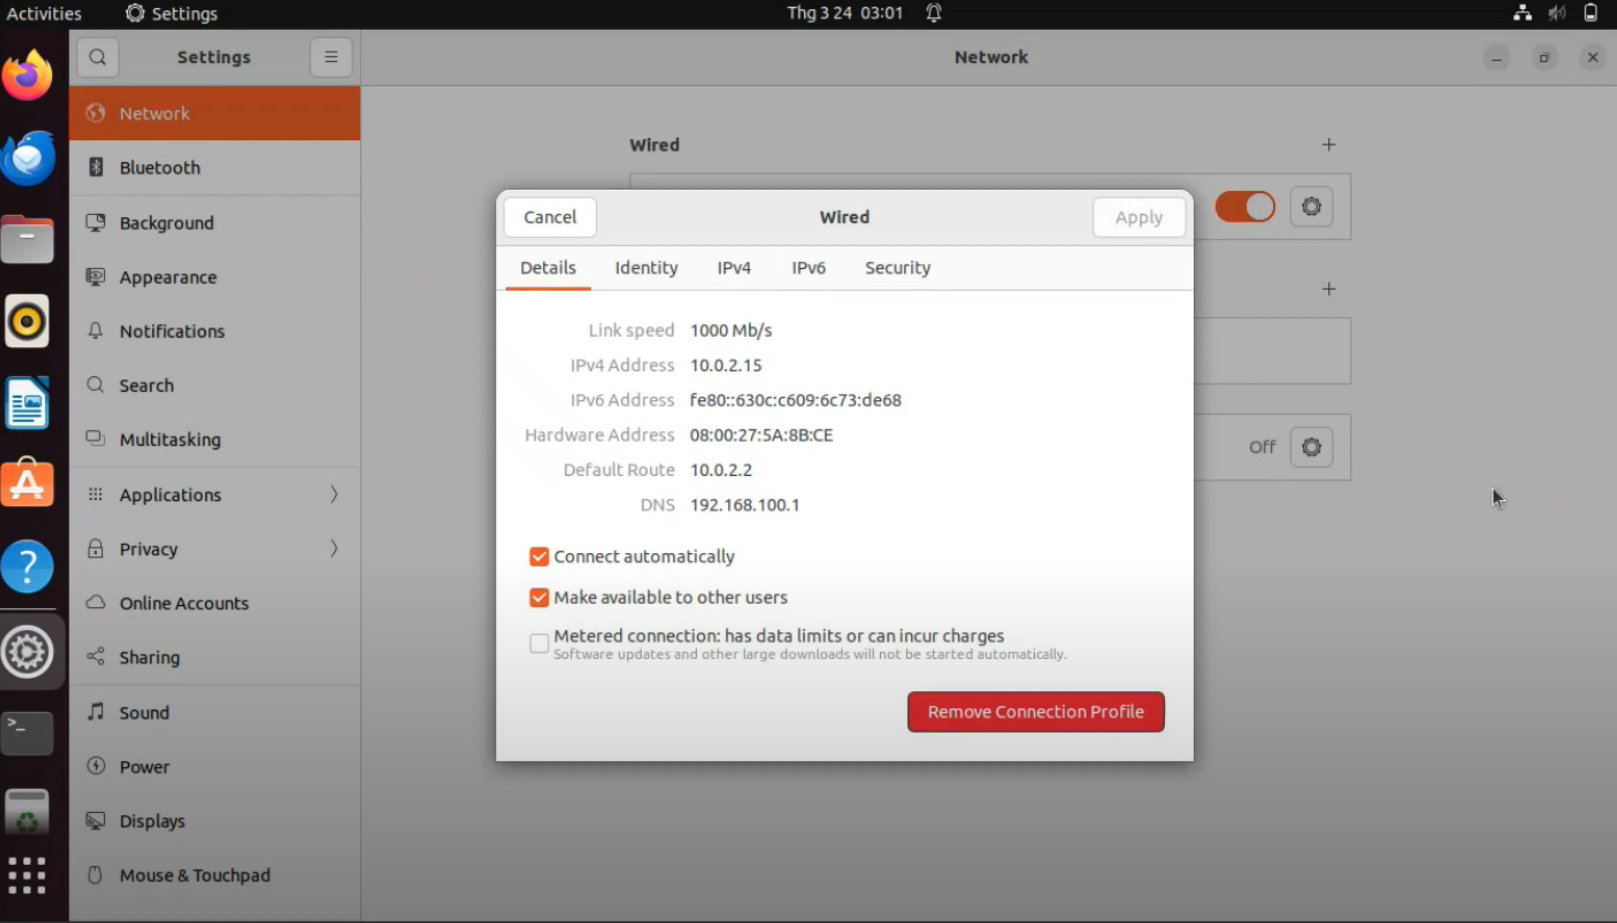 Activities
Settings
Thg 3 24 03:01
Settings
Network
Network
Bluetooth
Background
Appearance
Notifications
Search
Multitasking
Applications
Privacy
Online Accounts
Sharing
Sound
Power
Displays
Mouse & Touchpad
Wired
Off
Cancel
Wired
Apply
Details
Identity
IPv4
IPv6
Security
Link speed 1000 Mb/s
IPv4 Address 10.0.2.15
IPv6 Address fe80::630c:c609:6c73:de68
Hardware Address 08:00:27:5A:8B:CE
Default Route 10.0.2.2
DNS 192.168.100.1
Connect automatically
Make available to other users
Metered connection: has data limits or can incur charges
Software updates and other large downloads will not be started automatically.
Remove Connection Profile